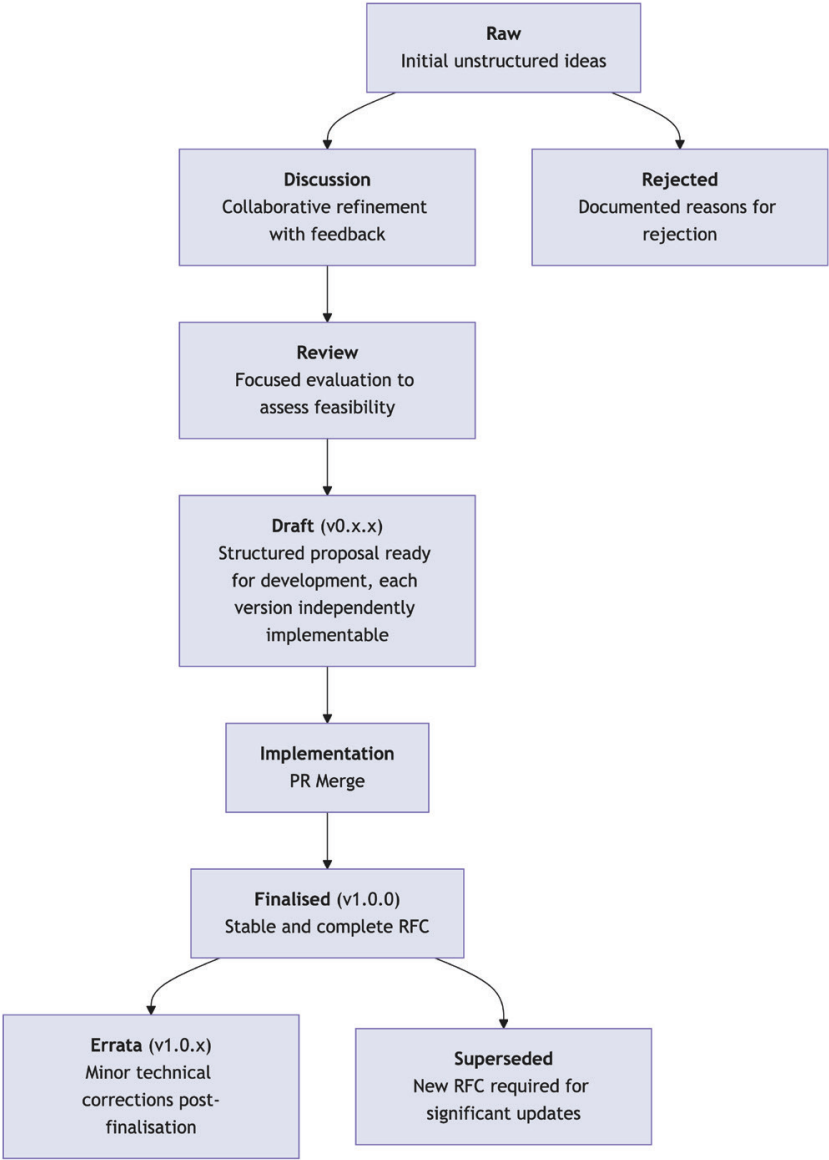 Raw
Initial unstructured ideas
Discussion
Collaborative refinement
with feedback
Rejected
Documented reasons for
rejection
Review
Focused evaluation to
assess feasibility
Draft (v0.x.x)
Structured proposal ready
for development, each
version independently
implementable
Implementation
PR Merge
Finalised (v1.0.0)
Stable and complete RFC
Errata (v1.0.x)
Minor technical
corrections post-
finalisation
Superseded
New RFC required for
significant updates